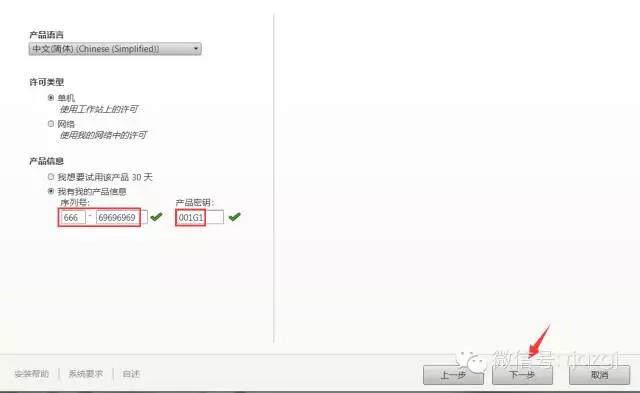 产品语言
中文(简体) (Chinese (Simplified))
许可类型
单机
使用工作站上的许可
网络
使用我的网络中的许可
产品信息
我想要试用该产品 30 天
我有我的产品信息
序列号: 产品密钥:
666 - 69696969 001G1
微信号: rjazgj
安装帮助 系统要求 自述 上一步 下一步 取消